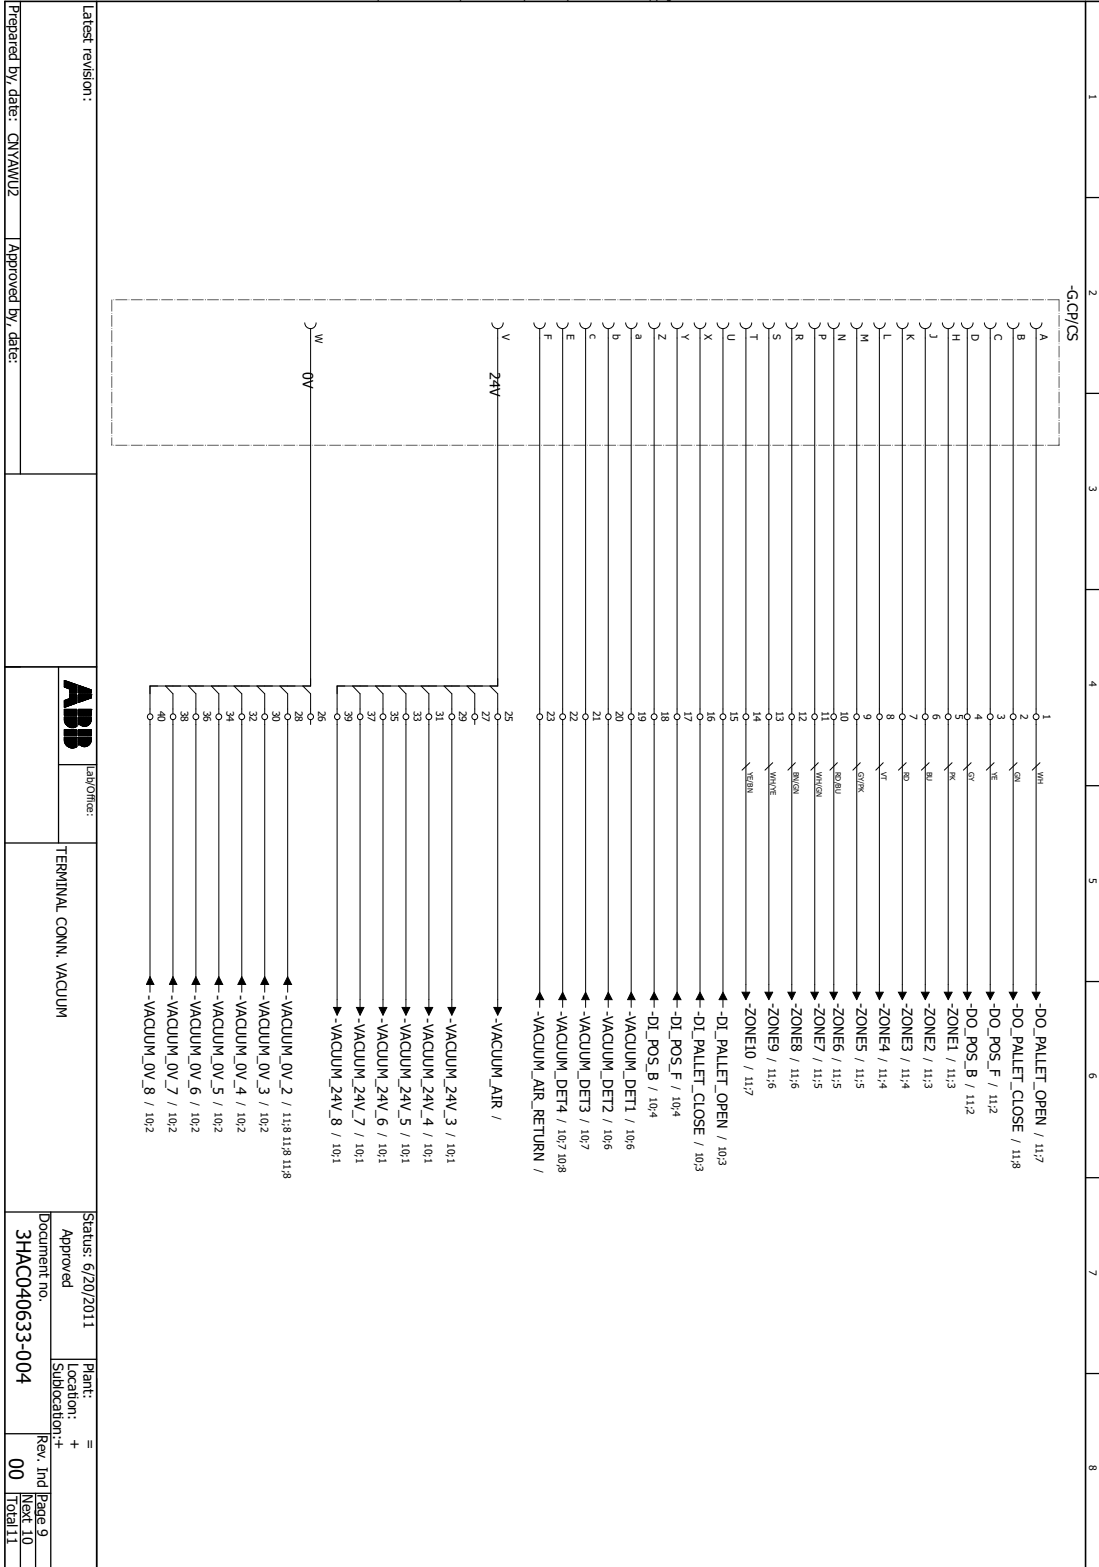 1
2
3
4
5
6
7
8
-G.CP/CS
A 1 WH -DO_PALLET_OPEN / 11;7
B 2 GN -DO_PALLET_CLOSE / 11;8
C 3 YE -DO_POS_F / 11;2
D 4 GY -DO_POS_B / 11;2
H 5 PK -ZONE1 / 11;3
J 6 BU -ZONE2 / 11;3
K 7 RD -ZONE3 / 11;4
L 8 VT -ZONE4 / 11;4
M 9 GY/PK -ZONE5 / 11;5
N 10 RD/BU -ZONE6 / 11;5
P 11 WH/GN -ZONE7 / 11;5
R 12 BN/GN -ZONE8 / 11;6
S 13 WH/YE -ZONE9 / 11;6
T 14 YE/BN -ZONE10 / 11;7
U 15 -DI_PALLET_OPEN / 10;3
X 16 -DI_PALLET_CLOSE / 10;3
Y 17 -DI_POS_F / 10;4
Z 18 -DI_POS_B / 10;4
a 19 -VACUUM_DET1 / 10;6
b 20 -VACUUM_DET2 / 10;6
c 21 -VACUUM_DET3 / 10;7
E 22 -VACUUM_DET4 / 10;7 10;8
F 23 -VACUUM_AIR_RETURN /
V 24V 25 -VACUUM_AIR /
27
29 -VACUUM_24V_3 / 10;1
31 -VACUUM_24V_4 / 10;1
33 -VACUUM_24V_5 / 10;1
35 -VACUUM_24V_6 / 10;1
37 -VACUUM_24V_7 / 10;1
39 -VACUUM_24V_8 / 10;1
W 0V 26
28 -VACUUM_0V_2 / 11;8 11;8 11;8
30 -VACUUM_0V_3 / 10;2
32 -VACUUM_0V_4 / 10;2
34 -VACUUM_0V_5 / 10;2
36 -VACUUM_0V_6 / 10;2
38 -VACUUM_0V_7 / 10;2
40 -VACUUM_0V_8 / 10;2
Latest revision:
Prepared by, date: CNYAWU2
Approved by, date:
ABB
Lab/Office:
TERMINAL CONN. VACUUM
Status: 6/20/2011
Approved
Plant: =
Location: +
Sublocation:+
Document no.
3HAC040633-004
Rev. Ind
00
Page 9
Next 10
Total 11